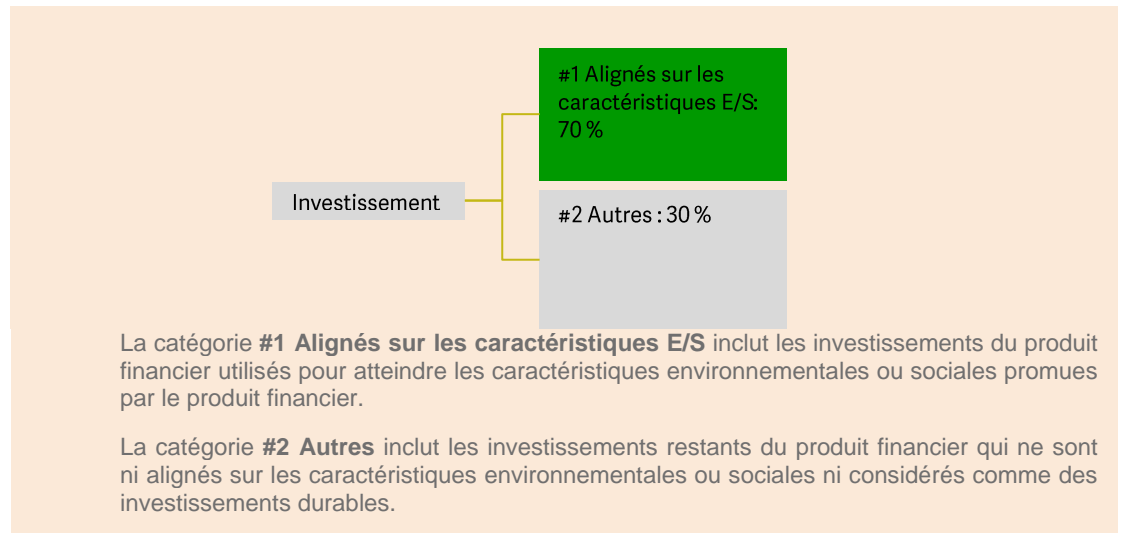 #1 Alignés sur les
caractéristiques E/S:
70 %
Investissement
#2 Autres : 30 %
La catégorie #1 Alignés sur les caractéristiques E/S inclut les investissements du produit
financier utilisés pour atteindre les caractéristiques environnementales ou sociales promues
par le produit financier.
La catégorie #2 Autres inclut les investissements restants du produit financier qui ne sont
ni alignés sur les caractéristiques environnementales ou sociales ni considérés comme des
investissements durables.